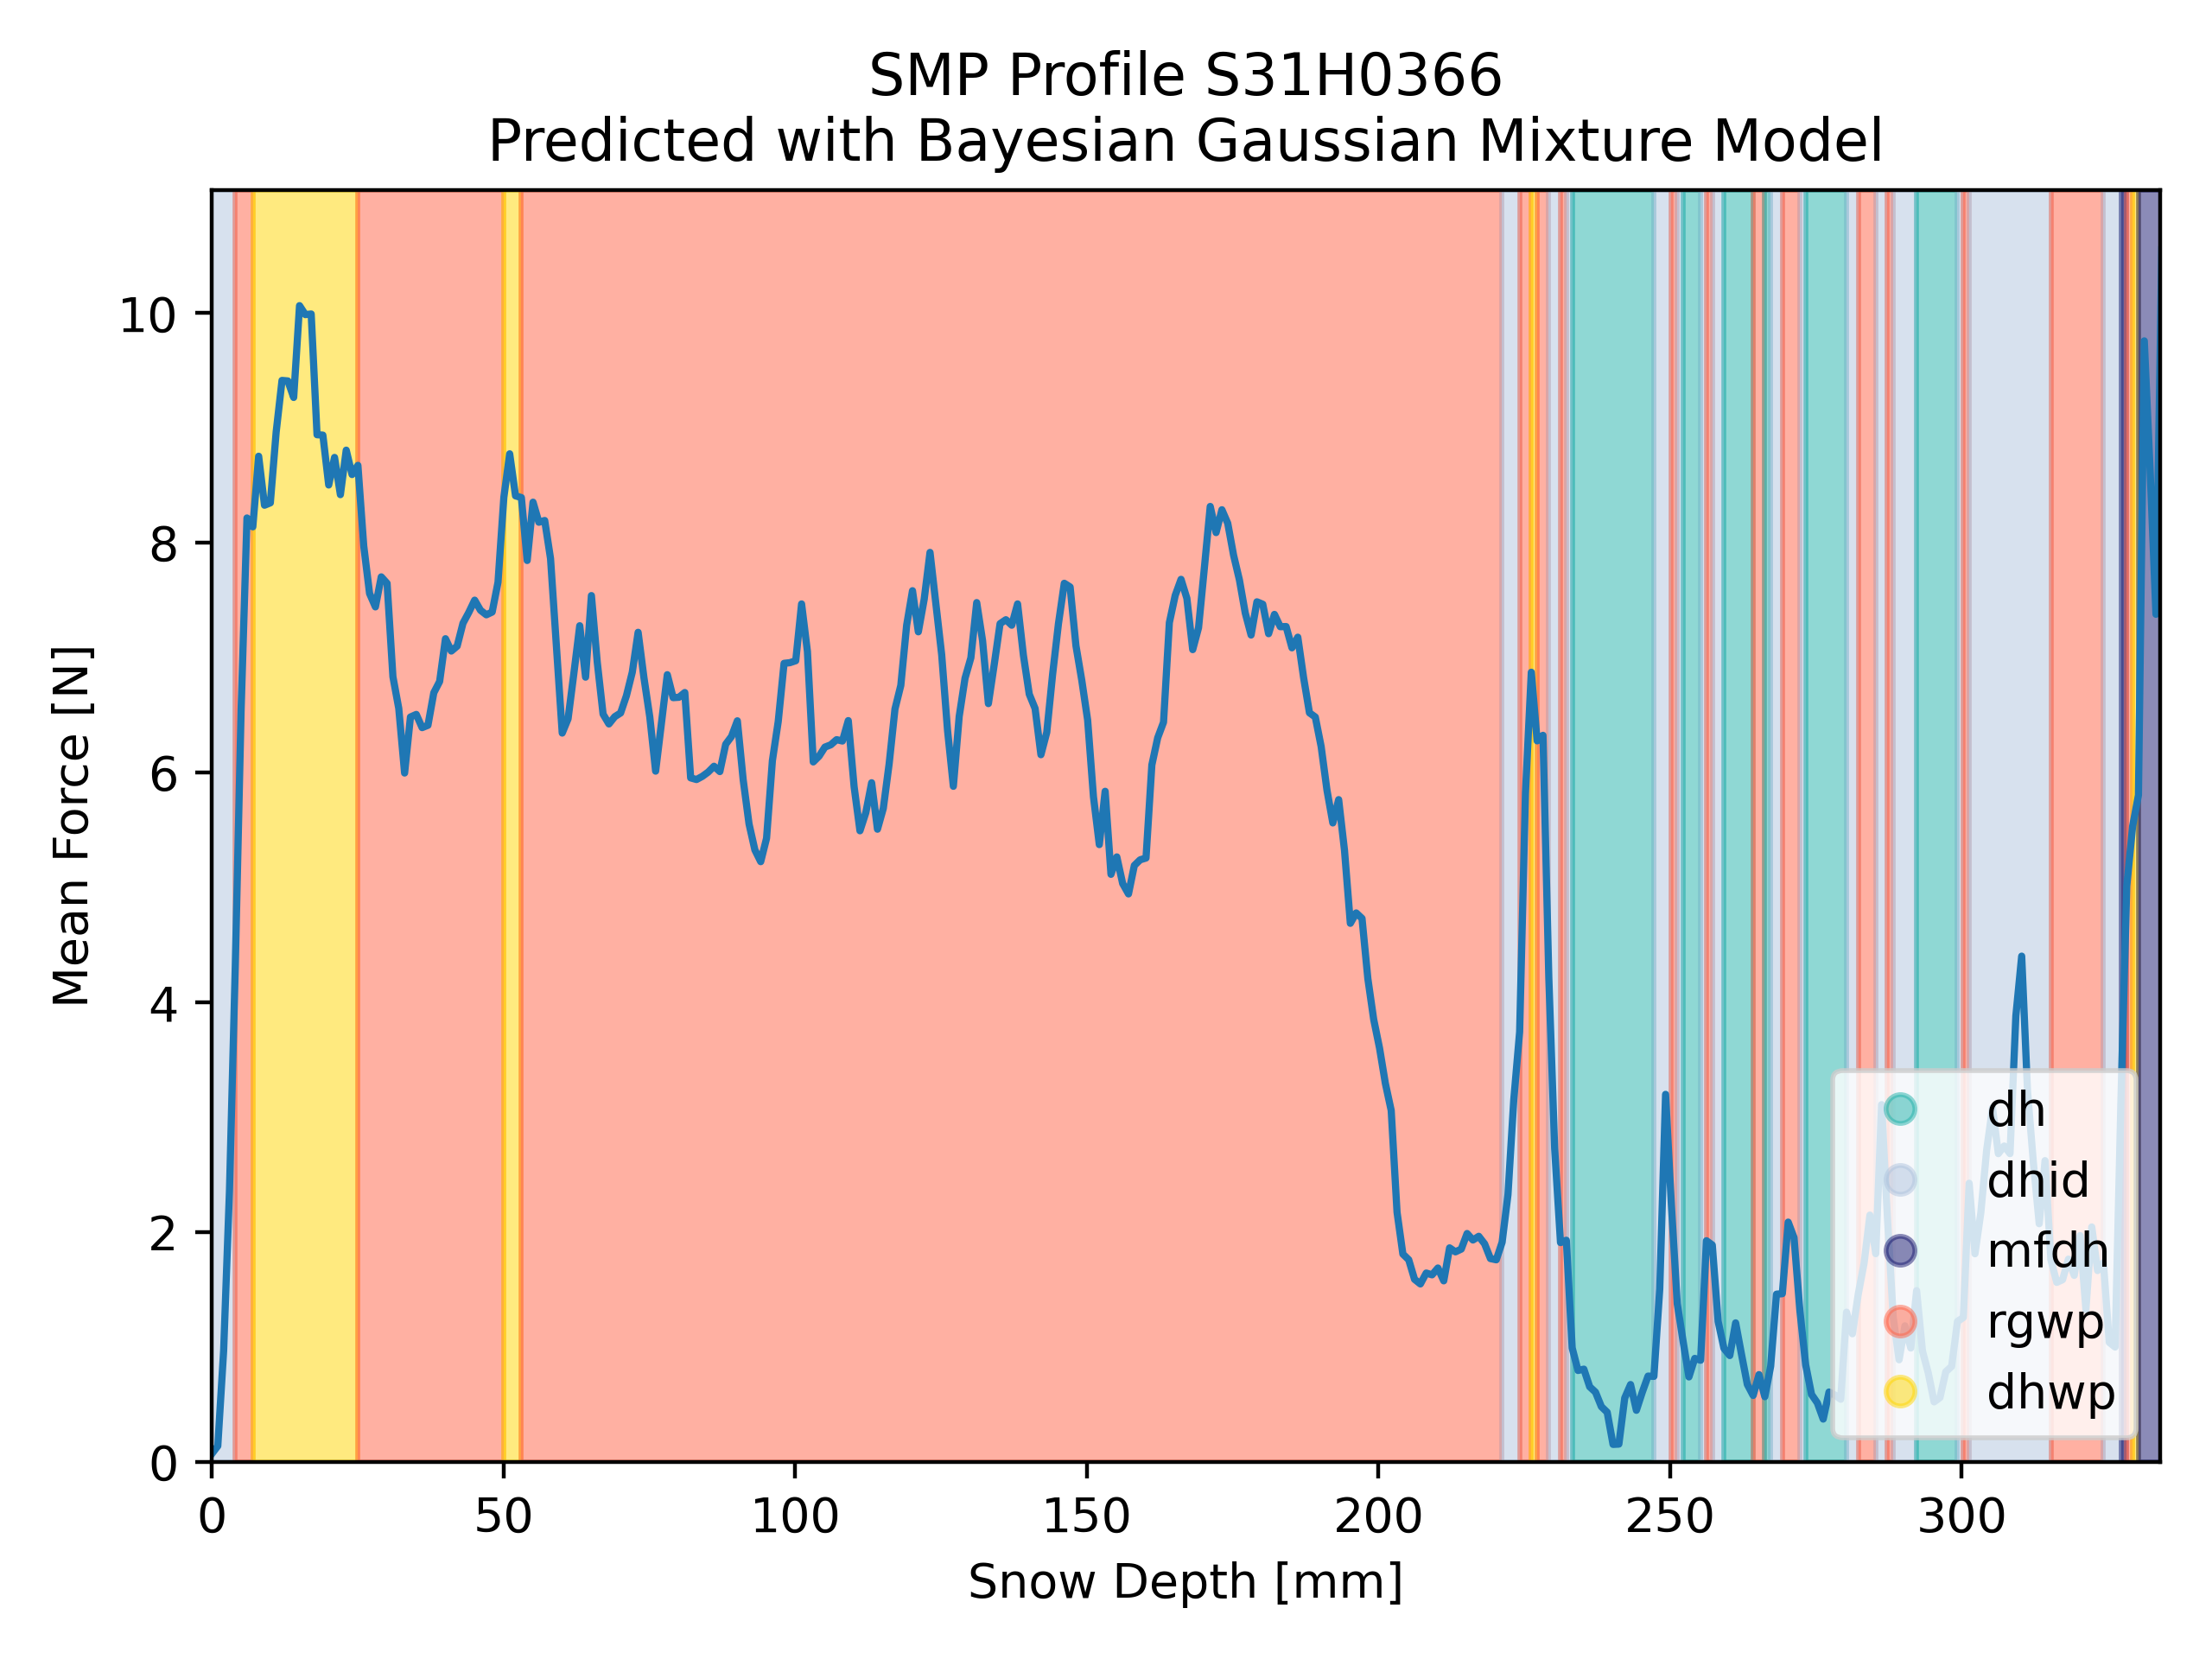 SMP Profile S31H0366
Predicted with Bayesian Gaussian Mixture Model
Mean Force [N]
10
8
6
4
2
0
dh
dhid
mfdh
rgwp
dhwp
0 50 100 150 200 250 300
Snow Depth [mm]